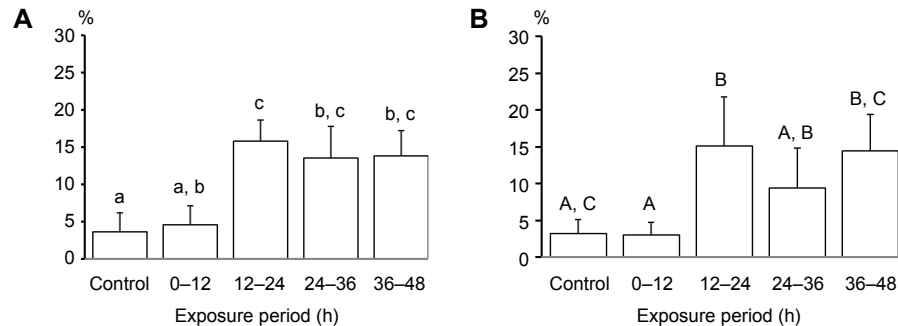 A
%
30
25
20
15
10
5
0
a
a, b
c
b, c
b, c
Control 0–12 12–24 24–36 36–48
Exposure period (h)
B
%
30
25
20
15
10
5
0
A, C
A
B
A, B
B, C
Control 0–12 12–24 24–36 36–48
Exposure period (h)